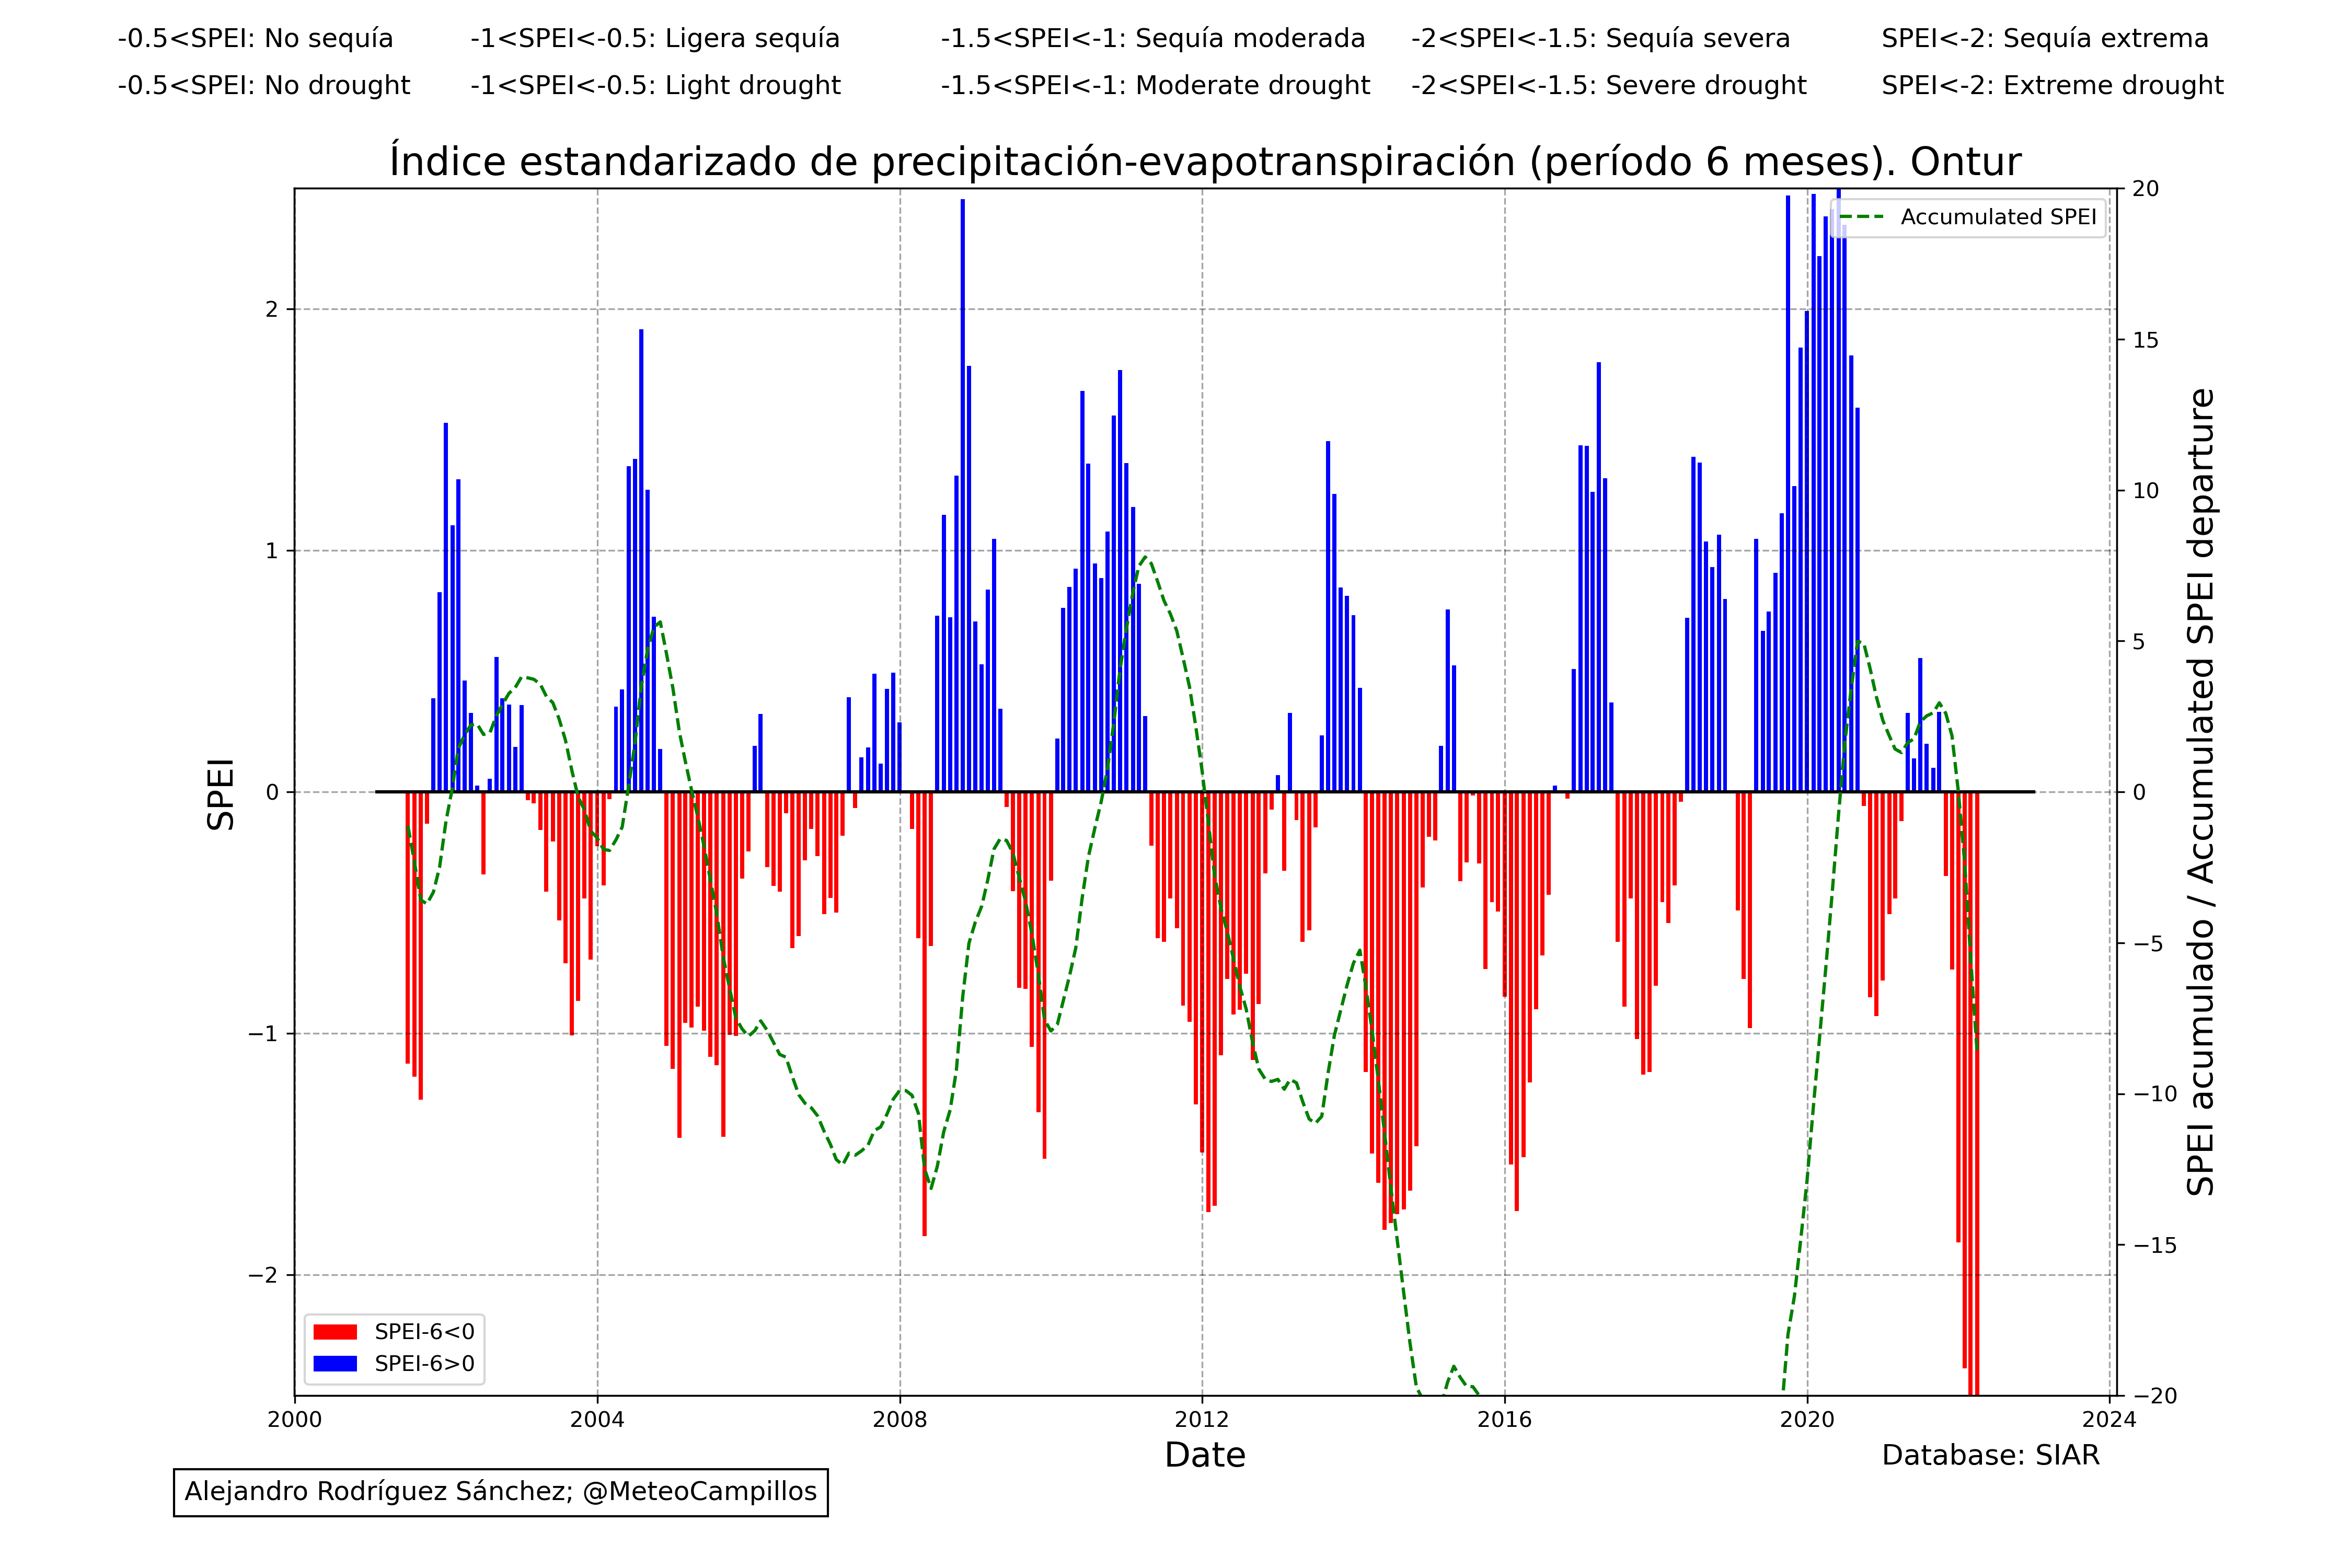 -0.5<SPEI: No sequía -1<SPEI<-0.5: Ligera sequía -1.5<SPEI<-1: Sequía moderada -2<SPEI<-1.5: Sequía severa SPEI<-2: Sequía extrema
-0.5<SPEI: No drought -1<SPEI<-0.5: Light drought -1.5<SPEI<-1: Moderate drought -2<SPEI<-1.5: Severe drought SPEI<-2: Extreme drought
Índice estandarizado de precipitación-evapotranspiración (período 6 meses). Ontur
Accumulated SPEI
SPEI
2
1
0
−1
−2
20
15
10
5
0
−5
−10
−15
−20
SPEI acumulado / Accumulated SPEI departure
SPEI-6<0
SPEI-6>0
2000 2004 2008 2012 2016 2020 2024
Date
Database: SIAR
Alejandro Rodríguez Sánchez; @MeteoCampillos